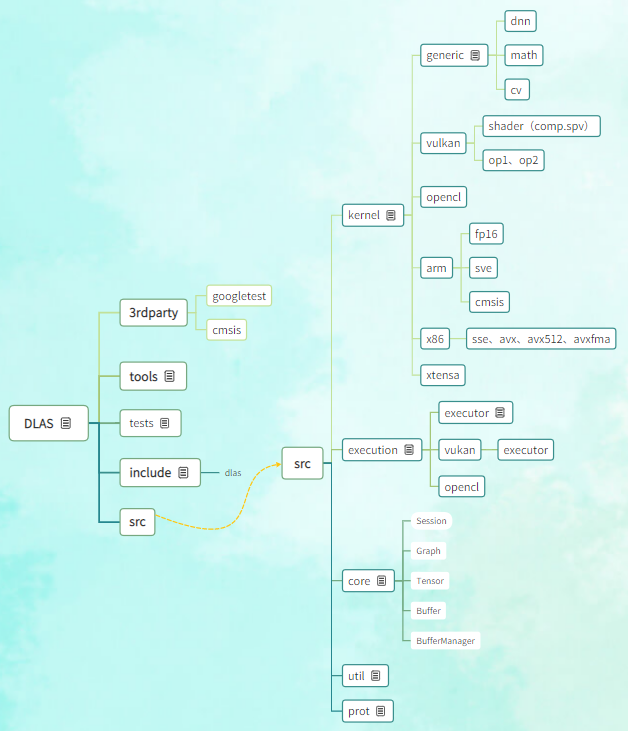 DLAS
3rdparty
googletest
cmsis
tools
tests
include
dlas
src
src
kernel
generic
dnn
math
cv
vulkan
shader（comp.spv）
op1、op2
opencl
arm
fp16
sve
cmsis
x86
sse、avx、avx512、avxfma
xtensa
execution
executor
vukan
executor
opencl
core
Session
Graph
Tensor
Buffer
BufferManager
util
prot